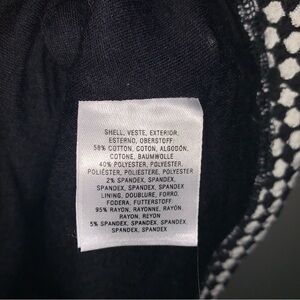 SHELL, VESTE, EXTERIOR,
ESTERNO, OBERSTOFF:
58% COTTON, COTON, ALGODÓN,
COTONE, BAUMWOLLE
40% POLYESTER, POLYESTER,
POLIÉSTER, POLIESTERE, POLYESTER
2% SPANDEX, SPANDEX,
SPANDEX, SPANDEX, SPANDEX
LINING, DOUBLURE, FORRO,
FODERA, FUTTERSTOFF:
95% RAYON, RAYONNE, RAYON
RAYON, REYON
5% SPANDEX, SPANDEX, SPANDEX
SPANDEX, SPANDEX